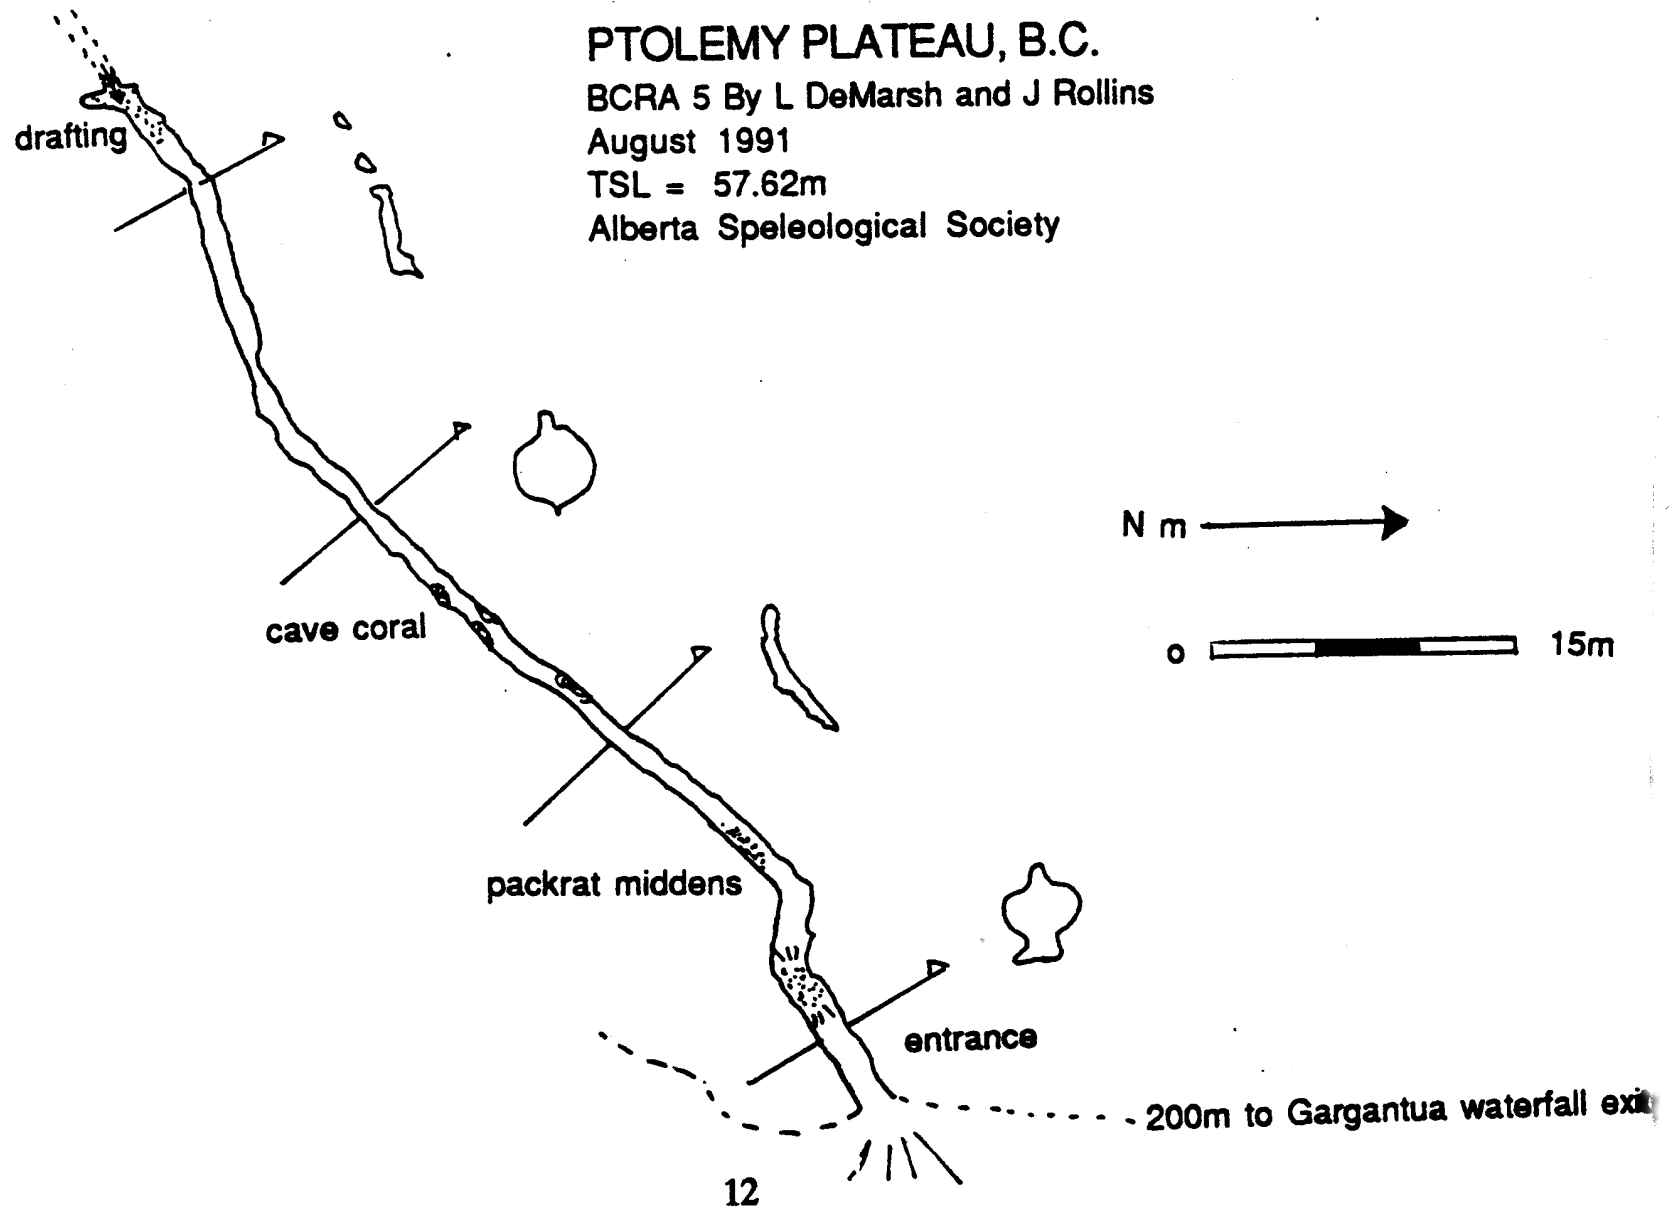 PTOLEMY PLATEAU, B.C.
BCRA 5 By L DeMarsh and J Rollins
August 1991
TSL = 57.62m
Alberta Speleological Society
drafting
N m
cave coral
o 15m
packrat middens
entrance
200m to Gargantua waterfall
12